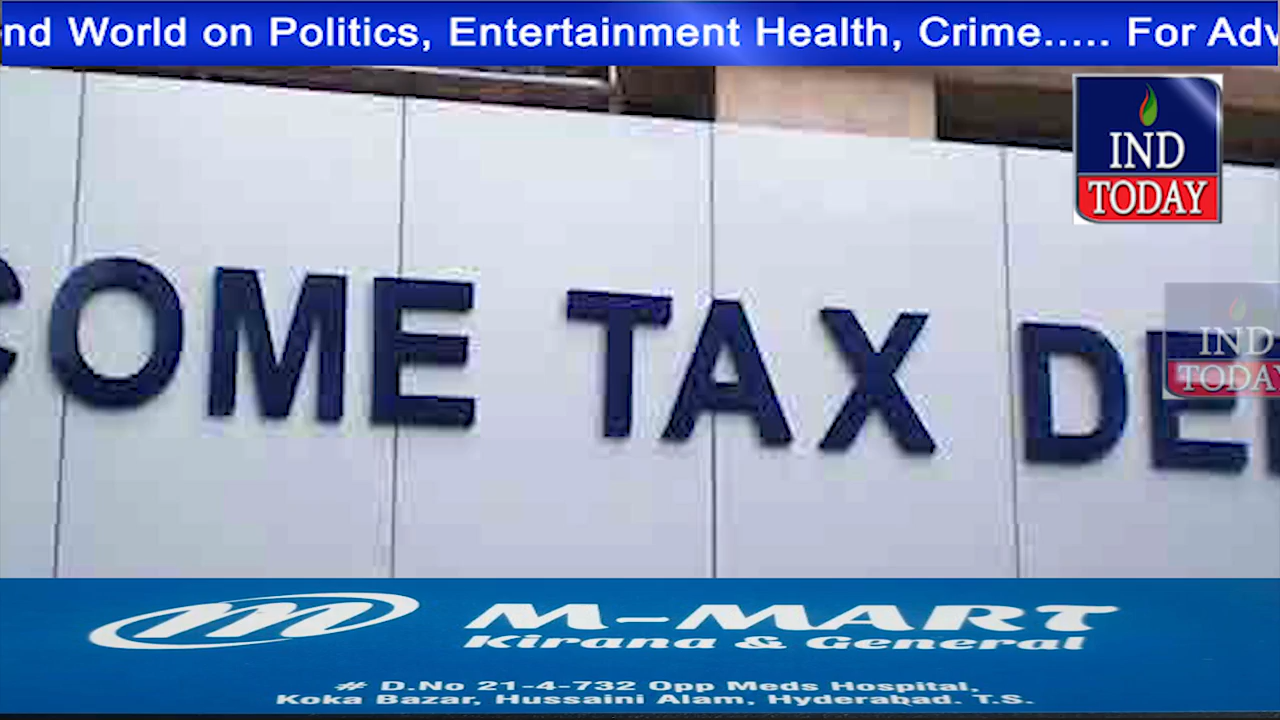 nd World on Politics, Entertainment Health, Crime..... For Adv
IND
TODAY
OME TAX DE
IND
TODAY
M-MART
Kirana & General
# D.No 21-4-732 Opp Meds Hospital,
Koka Bazar, Hussaini Alam, Hyderabad. T.S.